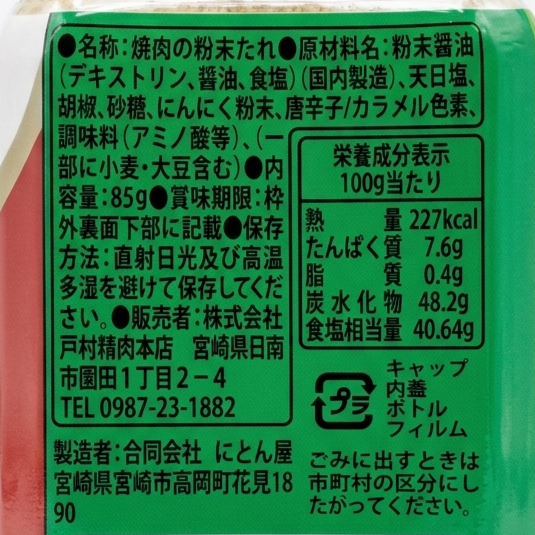 ●名称：焼肉の粉末たれ●原材料名：粉末醤油
（デキストリン、醤油、食塩）（国内製造）、天日塩、
胡椒、砂糖、にんにく粉末、唐辛子/カラメル色素、
調味料（アミノ酸等）、（一
部に小麦・大豆含む）●内
容量：85g●賞味期限：枠
外裏面下部に記載●保存
方法：直射日光及び高温
多湿を避けて保存してくだ
さい。●販売者：株式会社
戸村精肉本店 宮崎県日南
市園田1丁目2－4
TEL 0987-23-1882
栄養成分表示
100g当たり
熱量 227kcal
たんぱく質 7.6g
脂質 0.4g
炭水化物 48.2g
食塩相当量 40.64g
プラ
キャップ
内蓋
ボトル
フィルム
製造者：合同会社 にとん屋
宮崎県宮崎市高岡町花見18
90
ごみに出すときは
市町村の区分にし
たがってください。